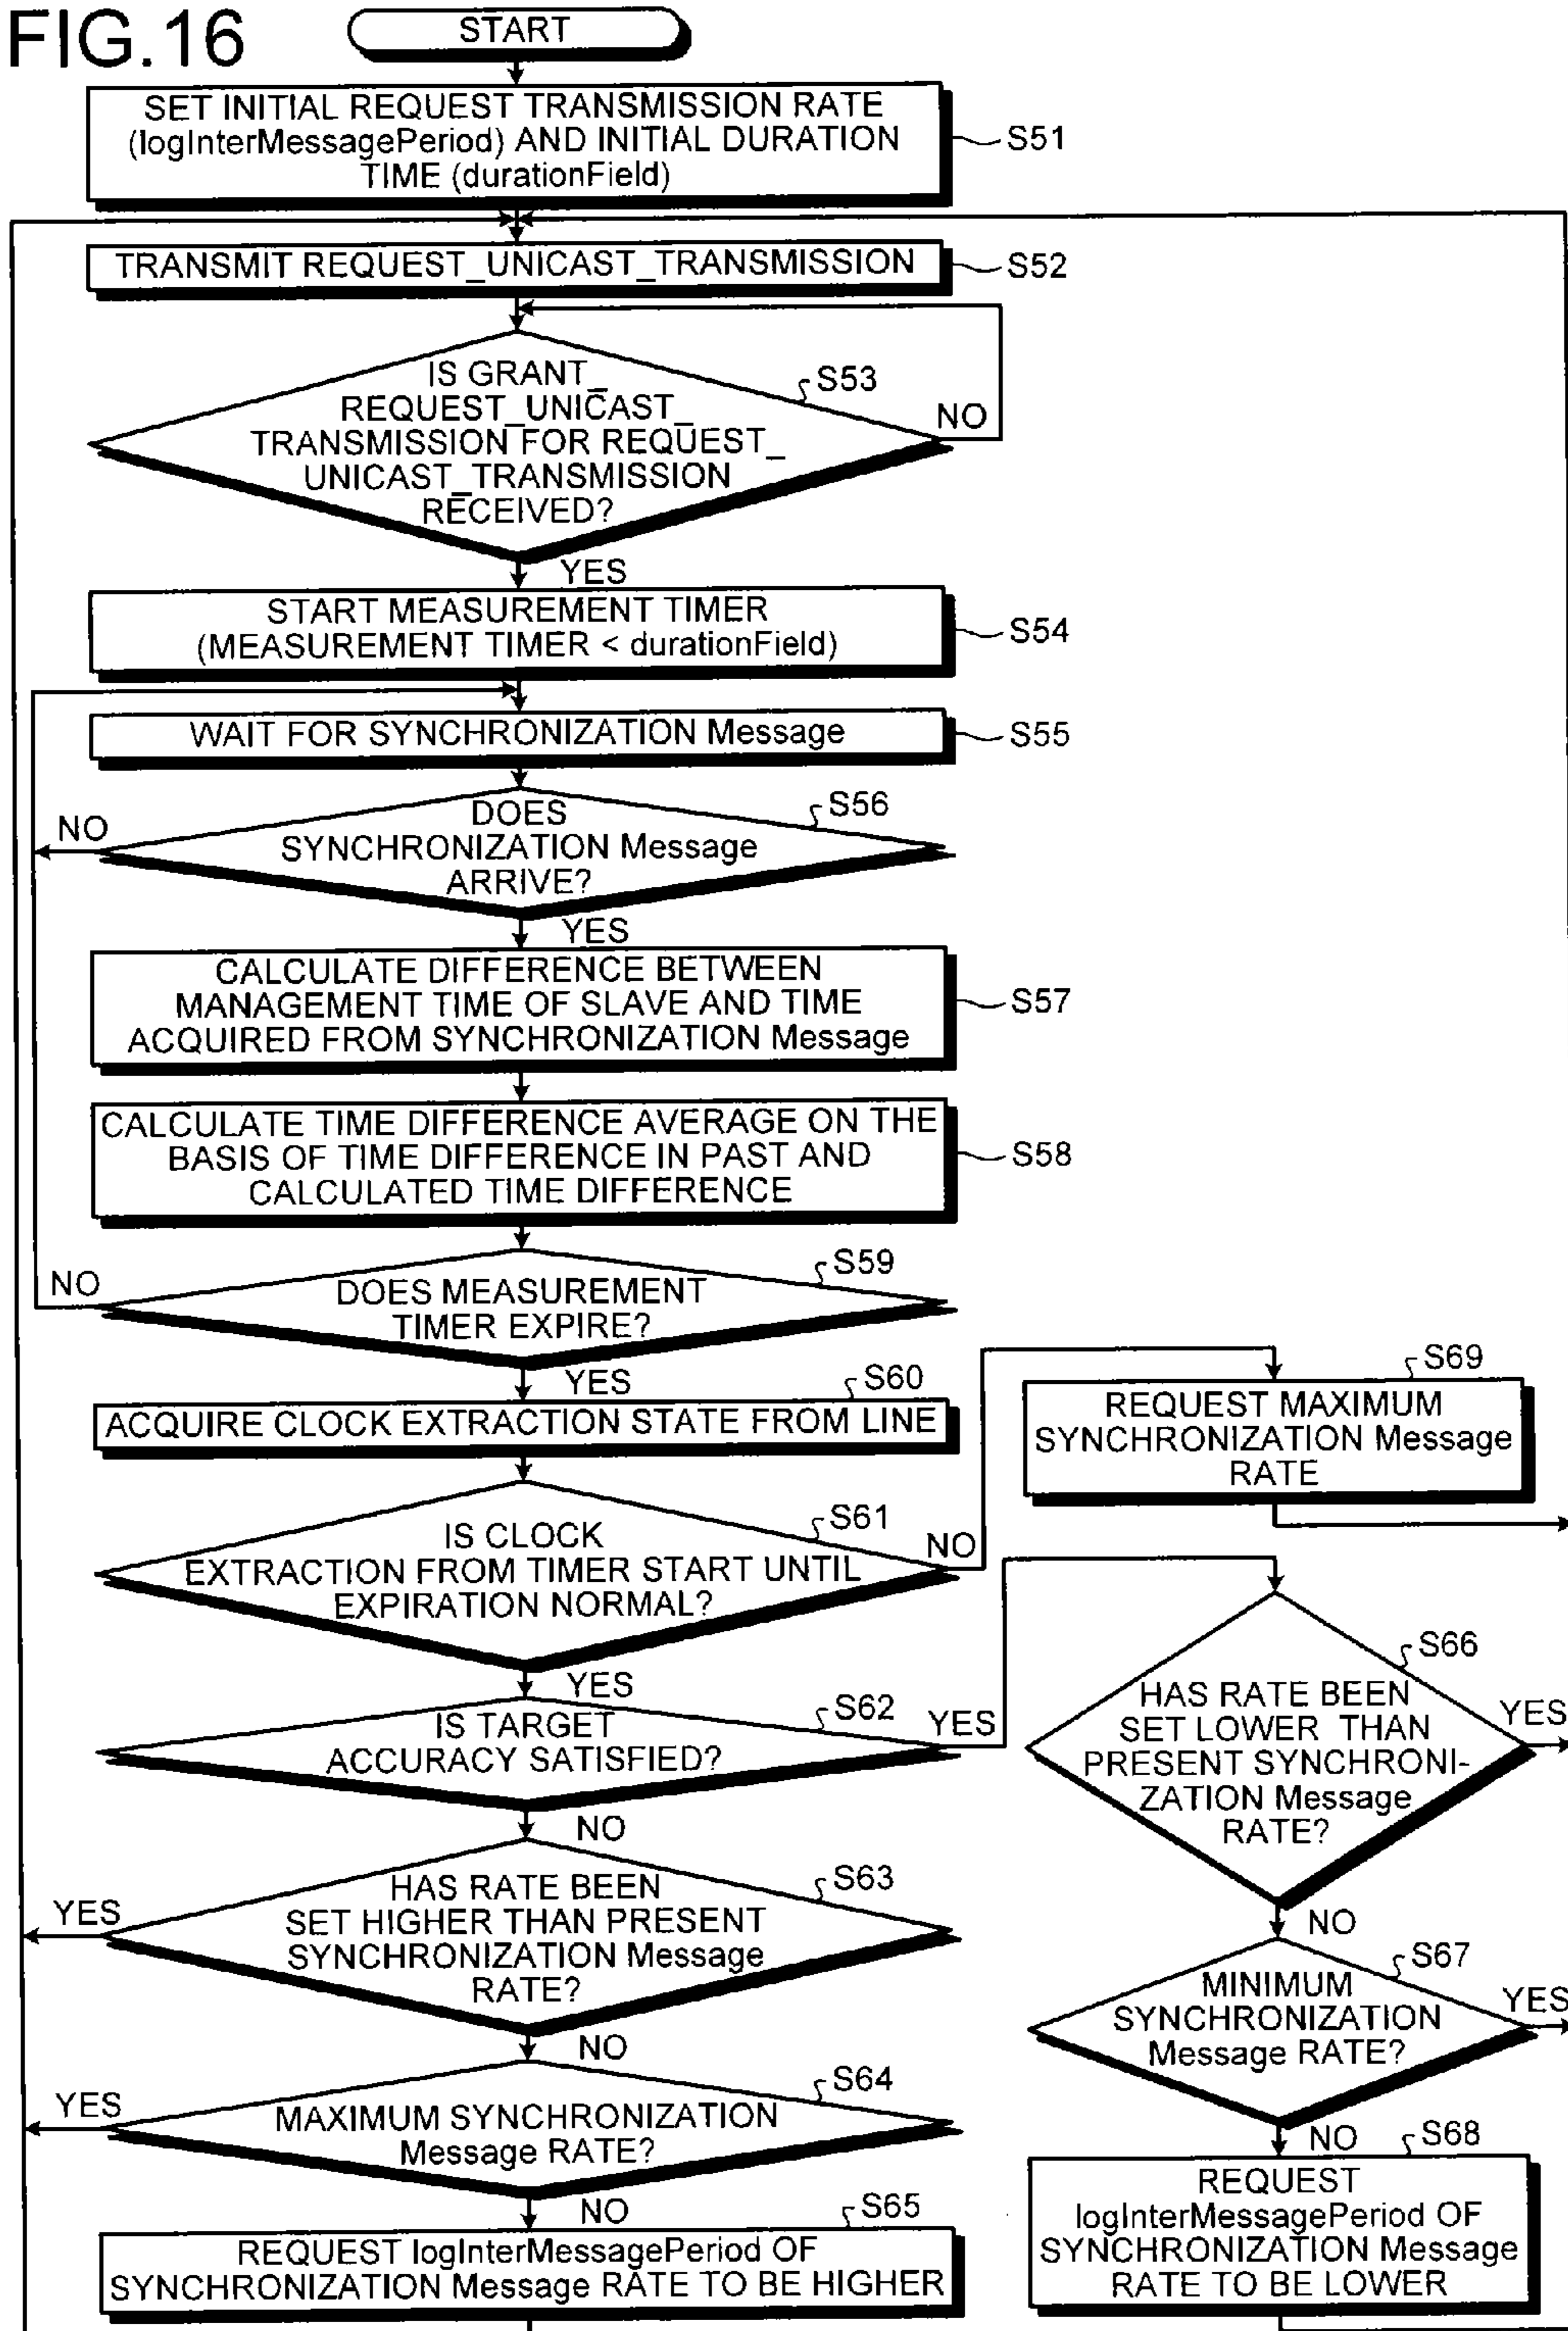 FIG.16
START
SET INITIAL REQUEST TRANSMISSION RATE
(logInterMessagePeriod) AND INITIAL DURATION
TIME (durationField)
S51
TRANSMIT REQUEST_UNICAST_TRANSMISSION
S52
IS GRANT_
REQUEST_UNICAST_
TRANSMISSION FOR REQUEST_
UNICAST_TRANSMISSION
RECEIVED?
S53
NO
YES
START MEASUREMENT TIMER
(MEASUREMENT TIMER < durationField)
S54
WAIT FOR SYNCHRONIZATION Message
S55
DOES
SYNCHRONIZATION Message
ARRIVE?
S56
NO
YES
CALCULATE DIFFERENCE BETWEEN
MANAGEMENT TIME OF SLAVE AND TIME
ACQUIRED FROM SYNCHRONIZATION Message
S57
CALCULATE TIME DIFFERENCE AVERAGE ON THE
BASIS OF TIME DIFFERENCE IN PAST AND
CALCULATED TIME DIFFERENCE
S58
DOES MEASUREMENT
TIMER EXPIRE?
S59
NO
YES
ACQUIRE CLOCK EXTRACTION STATE FROM LINE
S60
IS CLOCK
EXTRACTION FROM TIMER START UNTIL
EXPIRATION NORMAL?
S61
NO
YES
IS TARGET
ACCURACY SATISFIED?
S62
YES
NO
HAS RATE BEEN
SET HIGHER THAN PRESENT
SYNCHRONIZATION Message
RATE?
S63
YES
NO
MAXIMUM SYNCHRONIZATION
Message RATE?
S64
YES
NO
REQUEST logInterMessagePeriod OF
SYNCHRONIZATION Message RATE TO BE HIGHER
S65
REQUEST MAXIMUM
SYNCHRONIZATION Message
RATE
S69
HAS RATE BEEN
SET LOWER THAN
PRESENT SYNCHRONI-
ZATION Message
RATE?
S66
YES
NO
MINIMUM
SYNCHRONIZATION
Message RATE?
S67
YES
NO
REQUEST
logInterMessagePeriod OF
SYNCHRONIZATION Message
RATE TO BE LOWER
S68